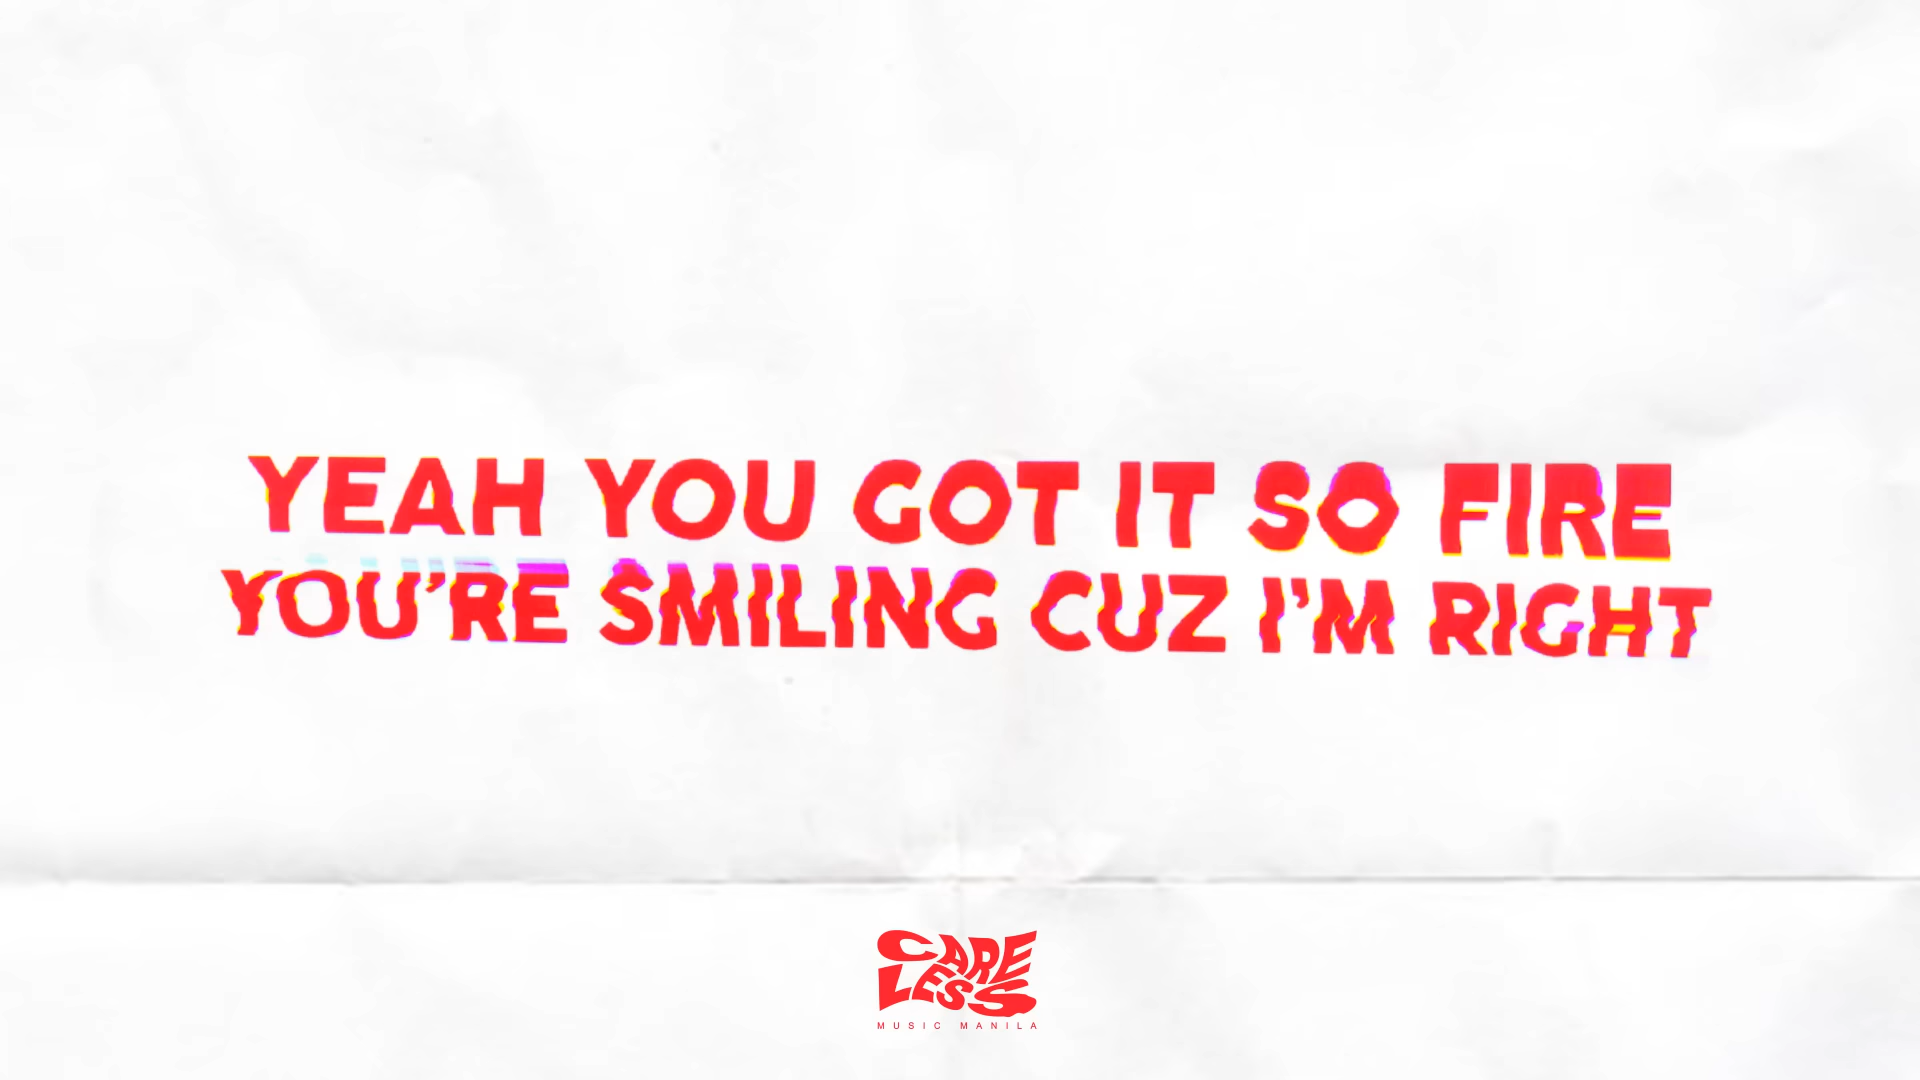 YEAH YOU GOT IT SO FIRE
YOU'RE SMILING CUZ I'M RIGHT
CARE
LESS
MUSIC MANILA